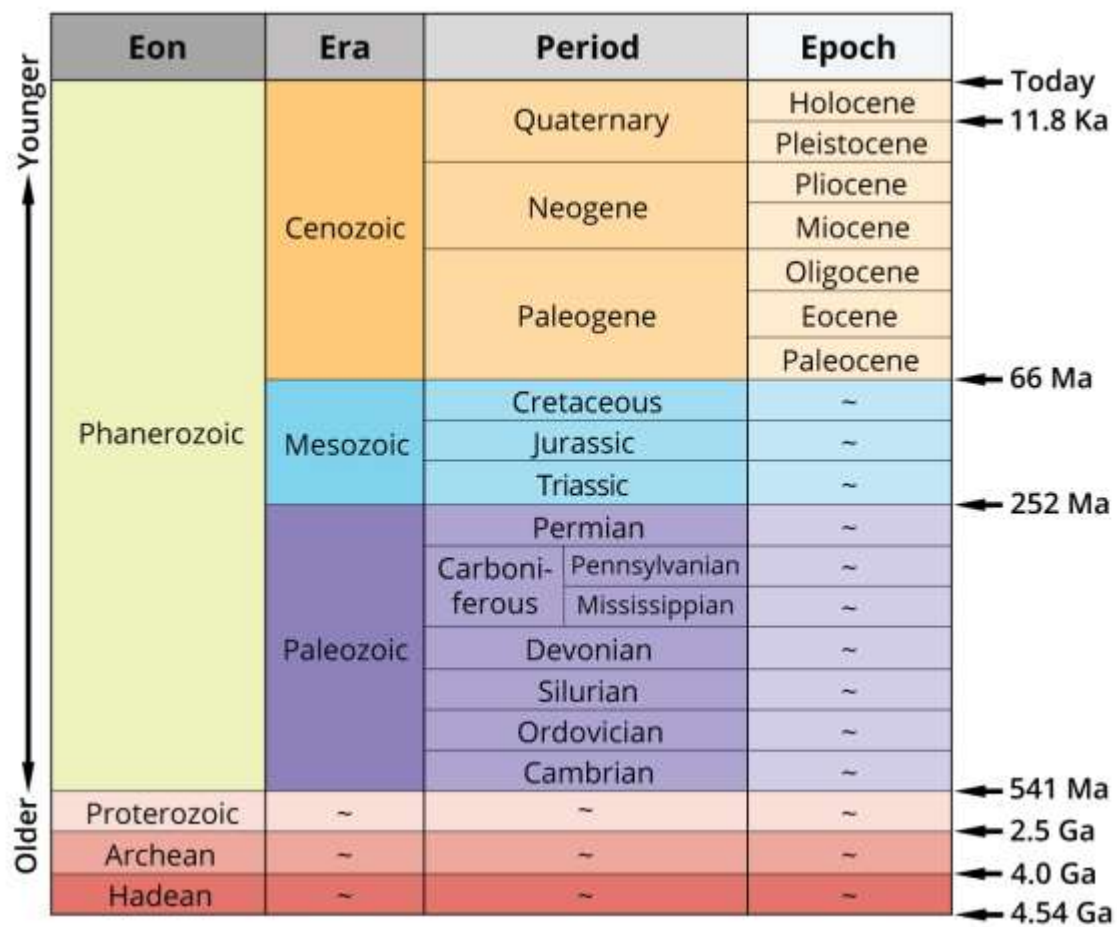 Eon Era Period Epoch
Younger
Older
Today
Holocene
Quaternary
11.8 Ka
Pleistocene
Pliocene
Neogene
Cenozoic
Miocene
Oligocene
Paleogene
Eocene
Paleocene
66 Ma
Cretaceous ~
Phanerozoic
Mesozoic
Jurassic ~
Triassic ~
252 Ma
Permian ~
Carboni-
ferous
Pennsylvanian ~
Mississippian ~
Paleozoic
Devonian ~
Silurian ~
Ordovician ~
Cambrian ~
541 Ma
Proterozoic ~ ~ ~
2.5 Ga
Archean ~ ~ ~
4.0 Ga
Hadean ~ ~ ~
4.54 Ga